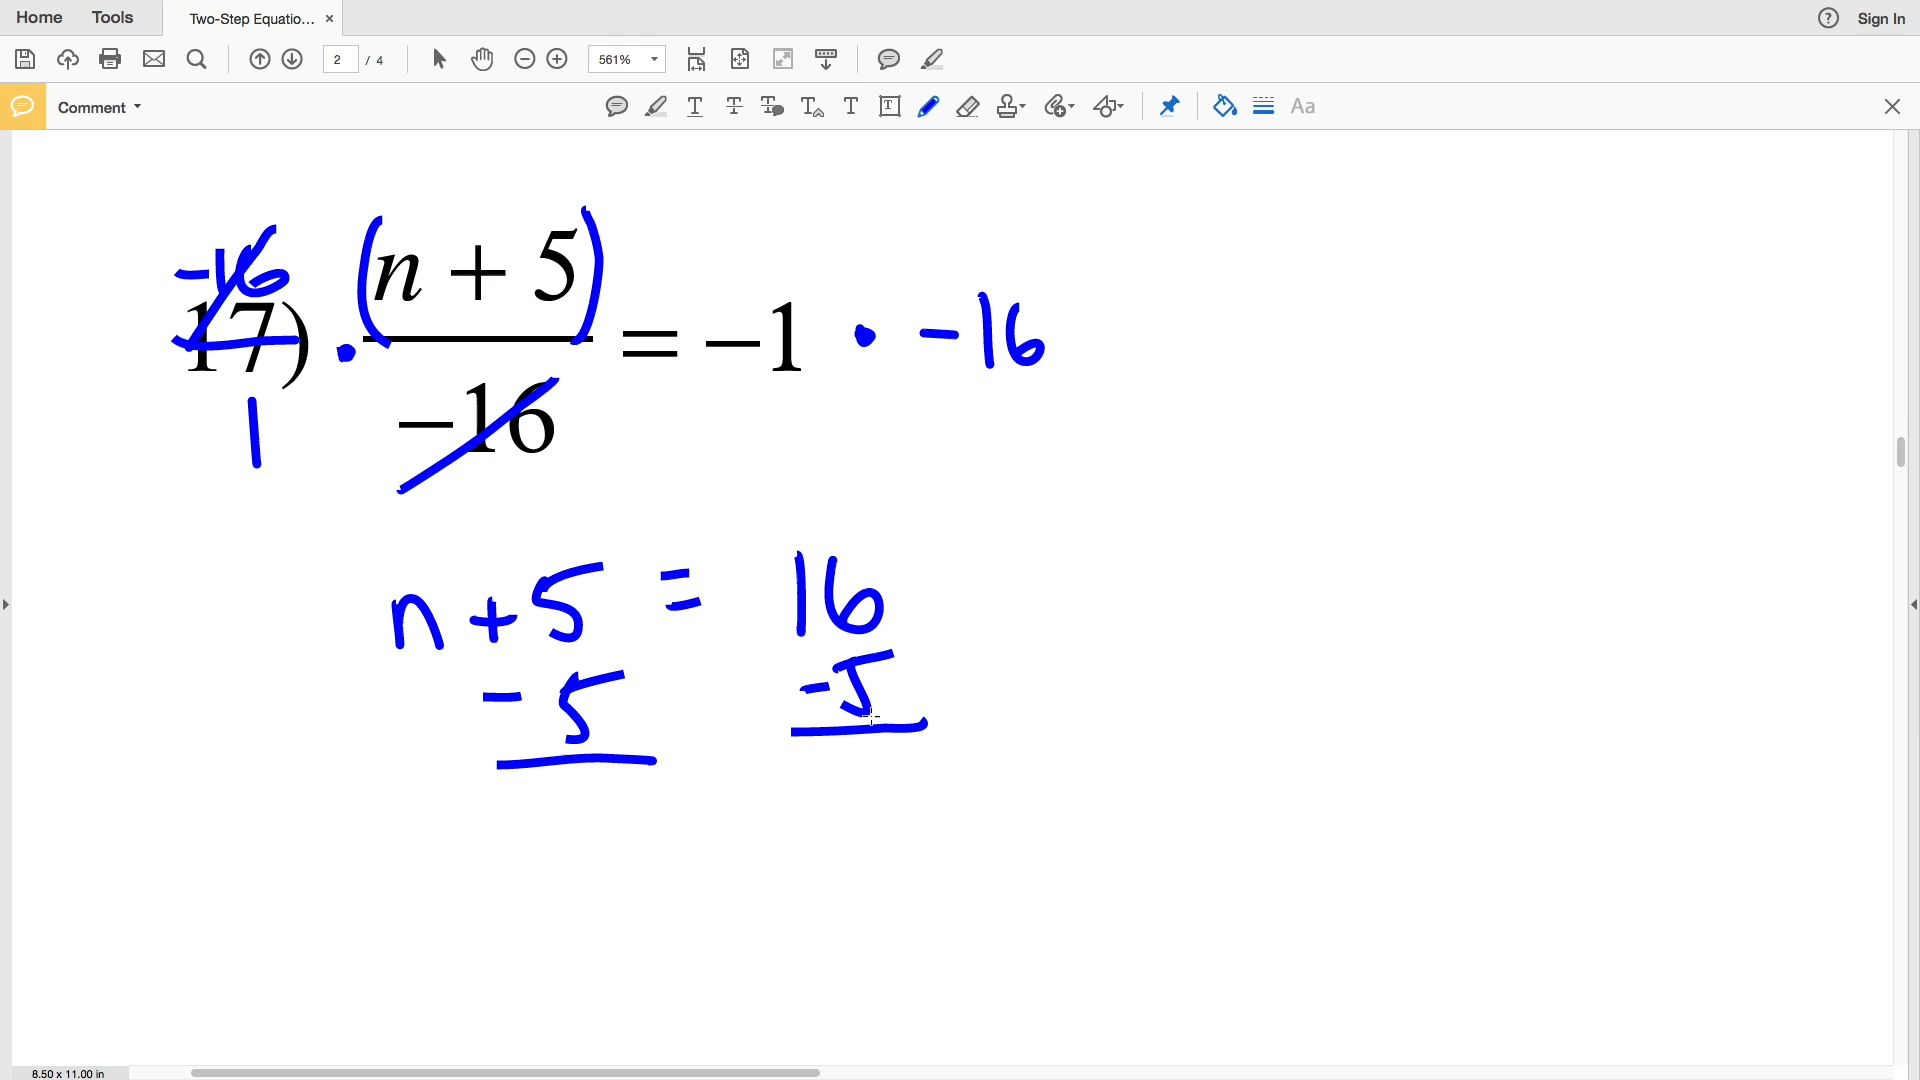 Home Tools Two-Step Equatio... × ? Sign In
2 / 4 561%
Comment Aa
-16 (n + 5)
17) · = −1 · -16
1 −16
n + 5 = 16
- 5 -5
8.50 x 11.00 in